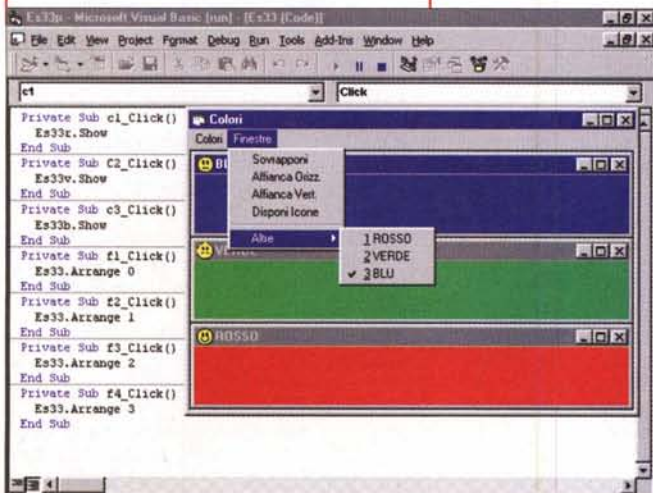 Es33p - Microsoft Visual Basic [run] - [Es33 (Code)]
File Edit View Project Format Debug Run Tools Add-Ins Window Help
c1 Click
Private Sub c1_Click()
Es33r.Show
End Sub
Private Sub C2_Click()
Es33v.Show
End Sub
Private Sub c3_Click()
Es33b.Show
End Sub
Private Sub f1_Click()
Es33.Arrange 0
End Sub
Private Sub f2_Click()
Es33.Arrange 1
End Sub
Private Sub f3_Click()
Es33.Arrange 2
End Sub
Private Sub f4_Click()
Es33.Arrange 3
End Sub
Colori
Colori Finestre
Sovrapponi
Affianca Orizz.
Affianca Vert.
Disponi Icone
Altre
1 ROSSO
2 VERDE
3 BLU
ROSSO